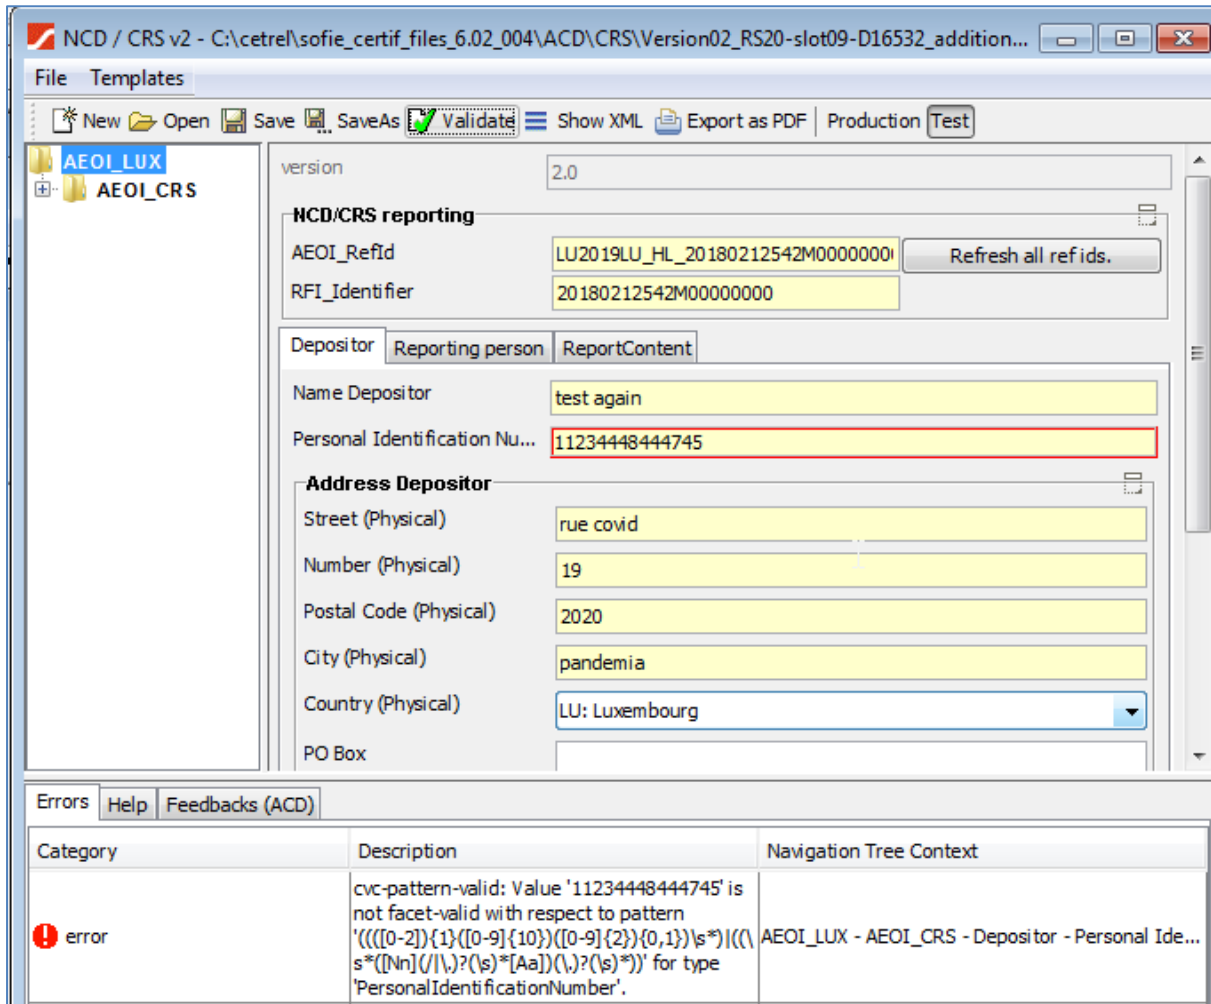 NCD / CRS v2 - C:\cetrel\sofie_certif_files_6.02_004\ACD\CRS\Version02_RS20-slot09-D16532_addition...
File Templates
New Open Save SaveAs Validate Show XML Export as PDF Production Test
AEOI_LUX
AEOI_CRS
version 2.0
NCD/CRS reporting
AEOI_RefId LU2019LU_HL_20180212542M0000000 Refresh all ref ids.
RFI_Identifier 20180212542M00000000
Depositor Reporting person ReportContent
Name Depositor test again
Personal Identification Nu... 11234448444745
Address Depositor
Street (Physical) rue covid
Number (Physical) 19
Postal Code (Physical) 2020
City (Physical) pandemia
Country (Physical) LU: Luxembourg
PO Box
Errors Help Feedbacks (ACD)
Category Description Navigation Tree Context
cvc-pattern-valid: Value '11234448444745' is
not facet-valid with respect to pattern
error '(((([0-2]){1}([0-9]{10})([0-9]{2}){0,1})\s*)|((\ AEOI_LUX - AEOI_CRS - Depositor - Personal Ide...
s*([Nn](/|\.)?(\s)*[Aa])(\.)?(\s)*))' for type
'PersonalIdentificationNumber'.